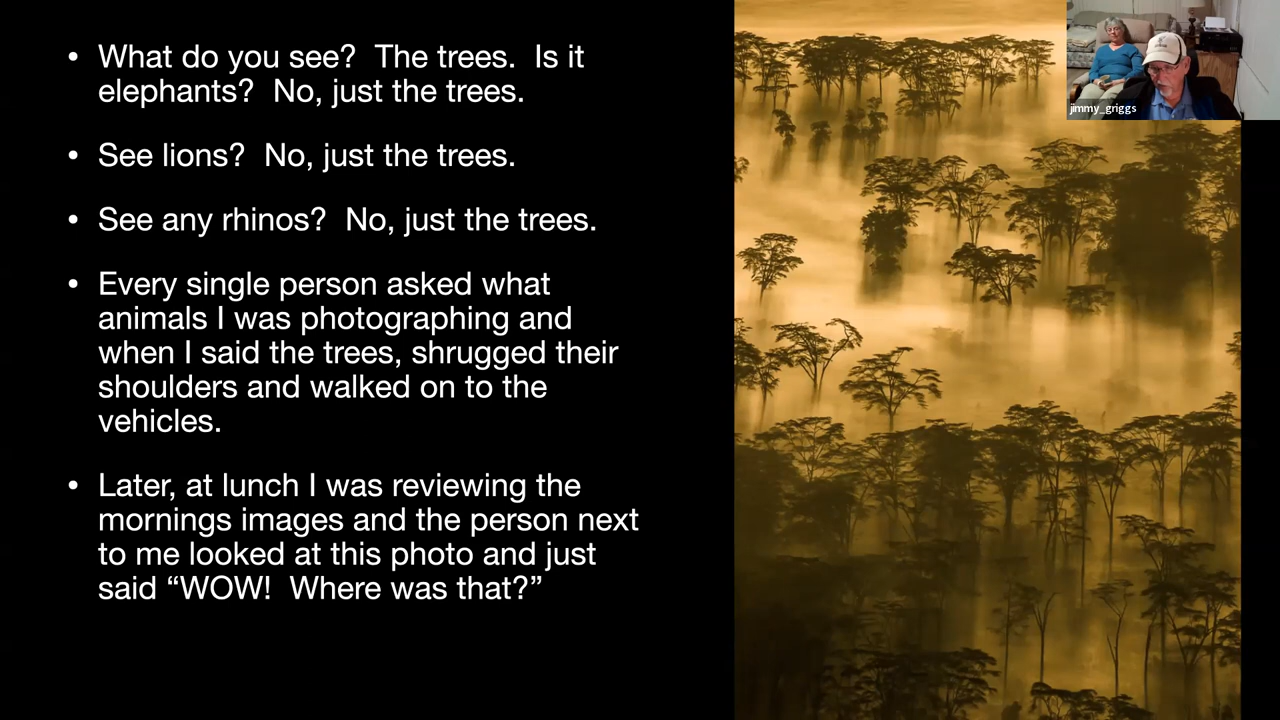 • What do you see?  The trees.  Is it
elephants?  No, just the trees.
• See lions?  No, just the trees.
• See any rhinos?  No, just the trees.
• Every single person asked what
animals I was photographing and
when I said the trees, shrugged their
shoulders and walked on to the
vehicles.
• Later, at lunch I was reviewing the
mornings images and the person next
to me looked at this photo and just
said “WOW!  Where was that?”
jimmy_griggs